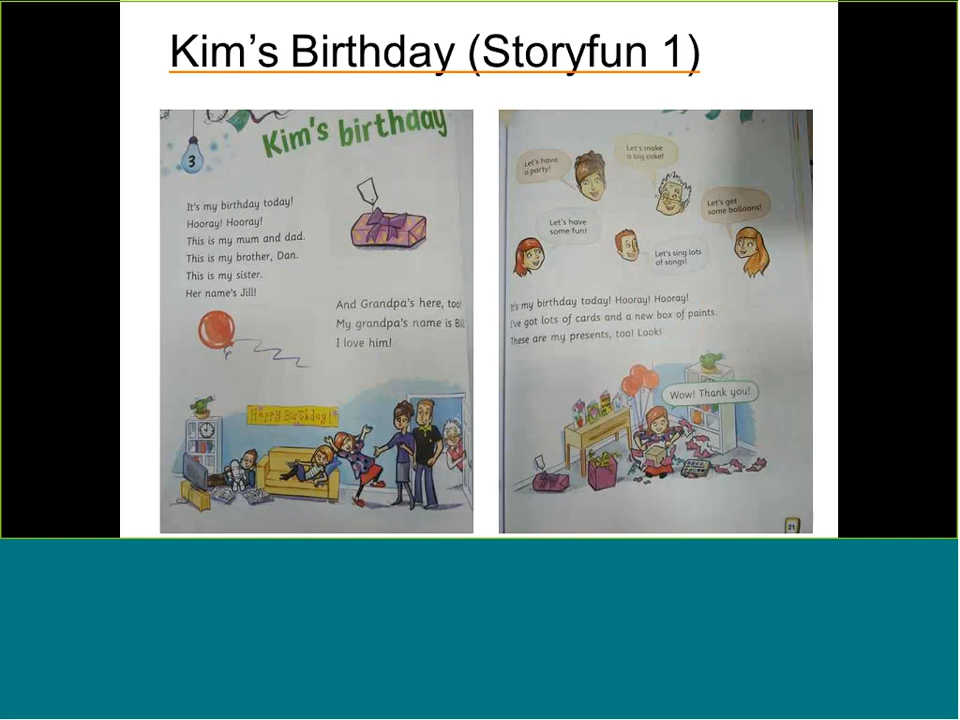 Kim's Birthday (Storyfun 1)
Kim's birthday
3
It's my birthday today!
Hooray! Hooray!
This is my mum and dad.
This is my brother, Dan.
This is my sister.
Her name's Jill!
And Grandpa's here, too!
My grandpa's name is Bill.
I love him!
Happy Birthday!
Let's have
a party!
Let's make
a big cake!
Let's get
some balloons!
Let's have
some fun!
Let's sing lots
of songs!
It's my birthday today! Hooray! Hooray!
I've got lots of cards and a new box of paints.
These are my presents, too! Look!
Wow! Thank you!
21